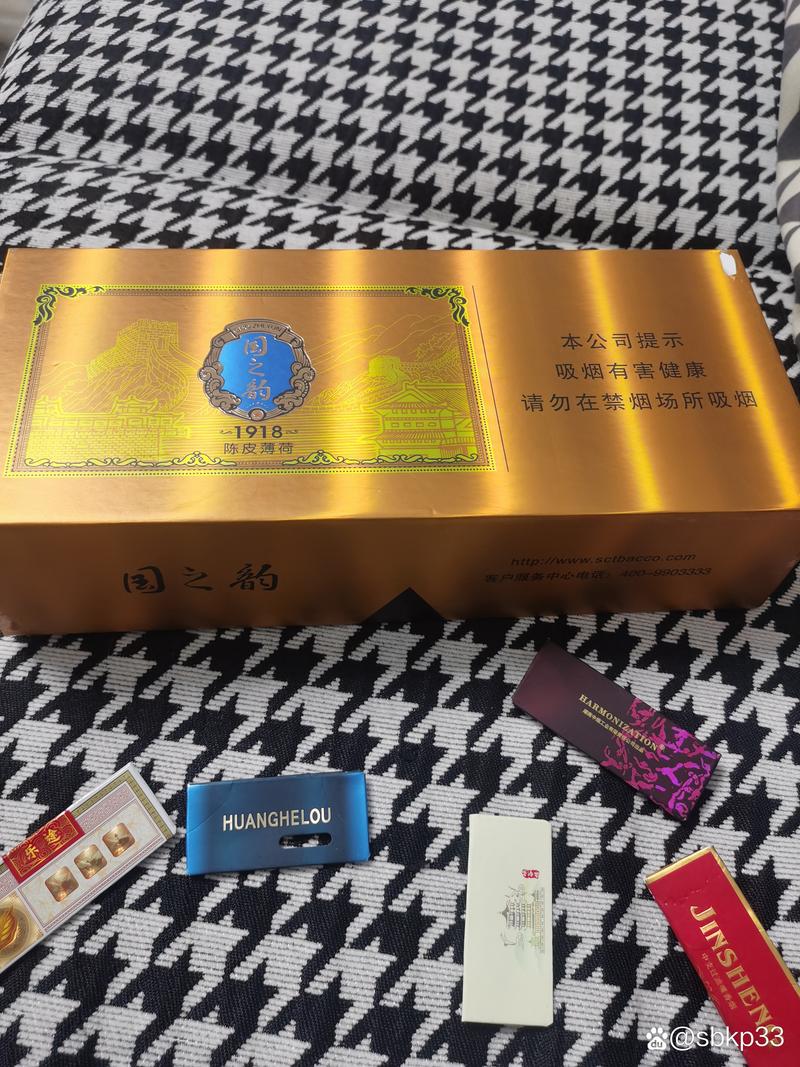 国之韵
1918
陈皮薄荷
本公司提示
吸烟有害健康
请勿在禁烟场所吸烟
国之韵
http://www.sctbacco.com
客户服务中心电话：400-9903333
HARMONIZATION
HUANGHELOU
乐途
JINSHENG
@sbkp33